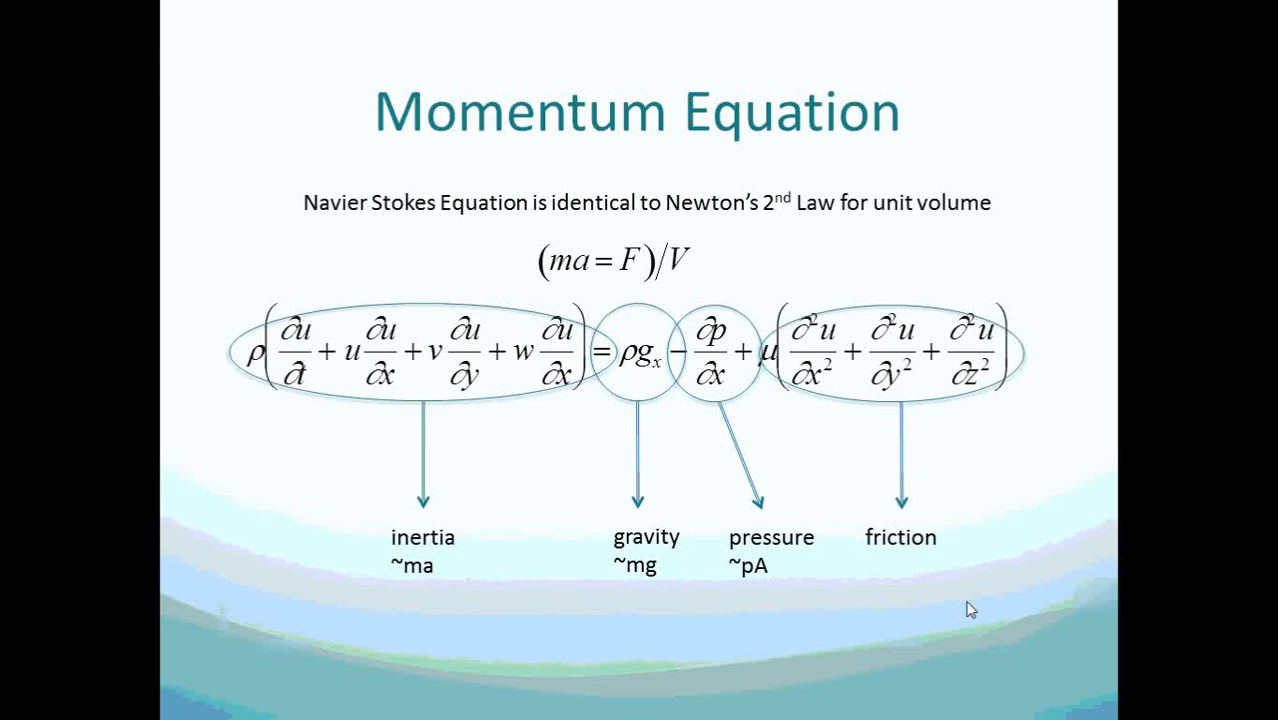 Momentum Equation
Navier Stokes Equation is identical to Newton's 2nd Law for unit volume
(ma = F)/V
ρ(∂u/∂t + u ∂u/∂x + v ∂u/∂y + w ∂u/∂x) = ρgₓ − ∂p/∂x + μ(∂²u/∂x² + ∂²u/∂y² + ∂²u/∂z²)
inertia gravity pressure friction
~ma ~mg ~pA